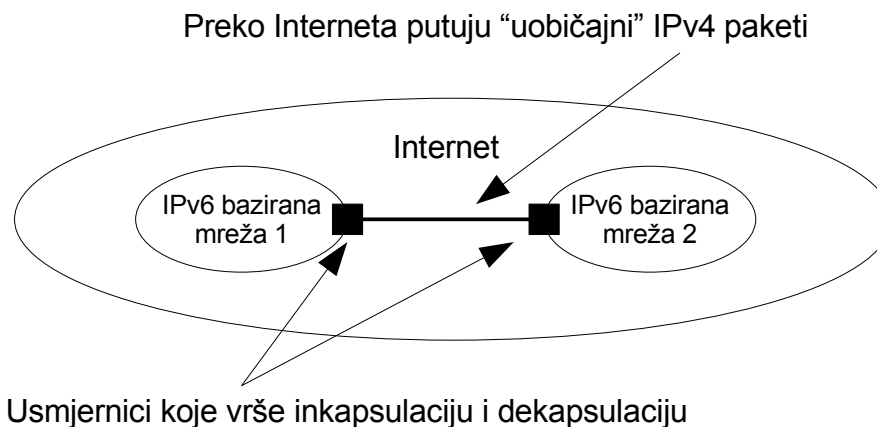 Preko Interneta putuju “uobičajni” IPv4 paketi
Internet
IPv6 bazirana
mreža 1
IPv6 bazirana
mreža 2
Usmjernici koje vrše inkapsulaciju i dekapsulaciju